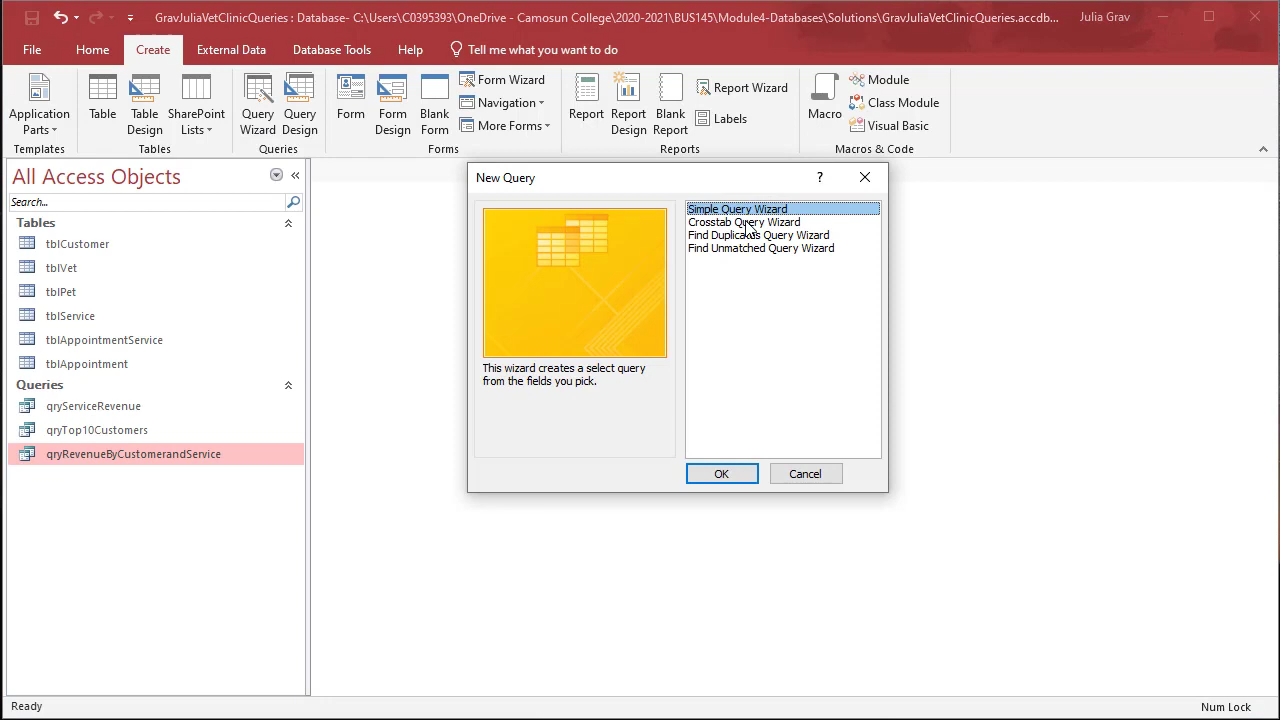 GravJuliaVetClinicQueries : Database- C:\Users\C0395393\OneDrive - Camosun College\2020-2021\BUS145\Module4-Databases\Solutions\GravJuliaVetClinicQueries.accdb...
Julia Grav
File Home Create External Data Database Tools Help Tell me what you want to do
Application Parts
Table
Table Design
SharePoint Lists
Query Wizard
Query Design
Form
Form Design
Blank Form
Form Wizard
Navigation
More Forms
Report
Report Design
Blank Report
Report Wizard
Labels
Macro
Module
Class Module
Visual Basic
Templates Tables Queries Forms Reports Macros & Code
All Access Objects
Search...
Tables
tblCustomer
tblVet
tblPet
tblService
tblAppointmentService
tblAppointment
Queries
qryServiceRevenue
qryTop10Customers
qryRevenueByCustomerandService
New Query
?
Simple Query Wizard
Crosstab Query Wizard
Find Duplicates Query Wizard
Find Unmatched Query Wizard
This wizard creates a select query
from the fields you pick.
OK Cancel
Ready
Num Lock